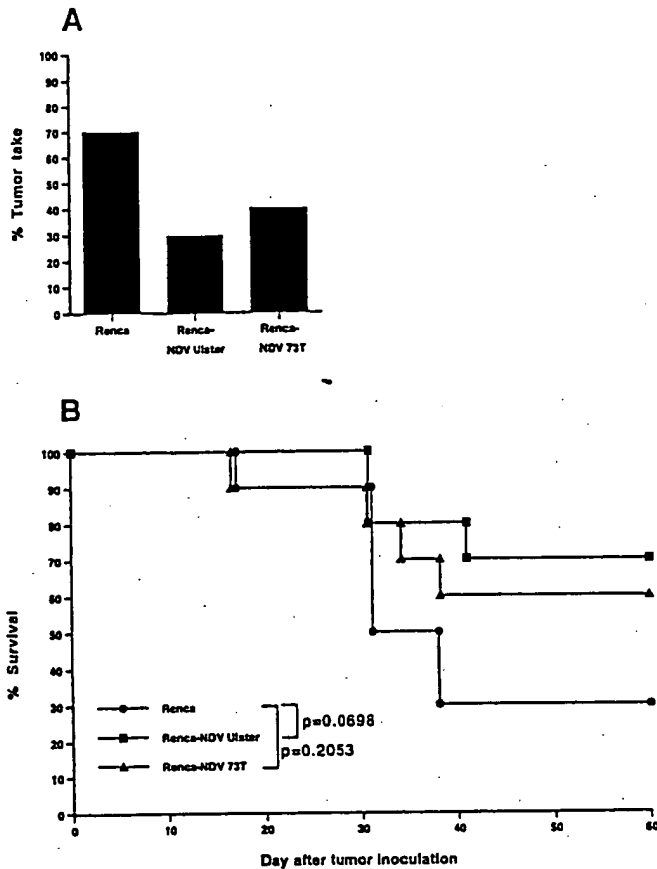 A
% Tumor take
100
90
80
70
60
50
40
30
20
10
0
Renca
Renca-
NDV Ulster
Renca-
NDV 73T
B
% Survival
100
90
80
70
60
50
40
30
20
10
0
Renca
Renca-NDV Ulster
Renca-NDV 73T
p=0.0698
p=0.2053
0
10
20
30
40
50
60
Day after tumor inoculation